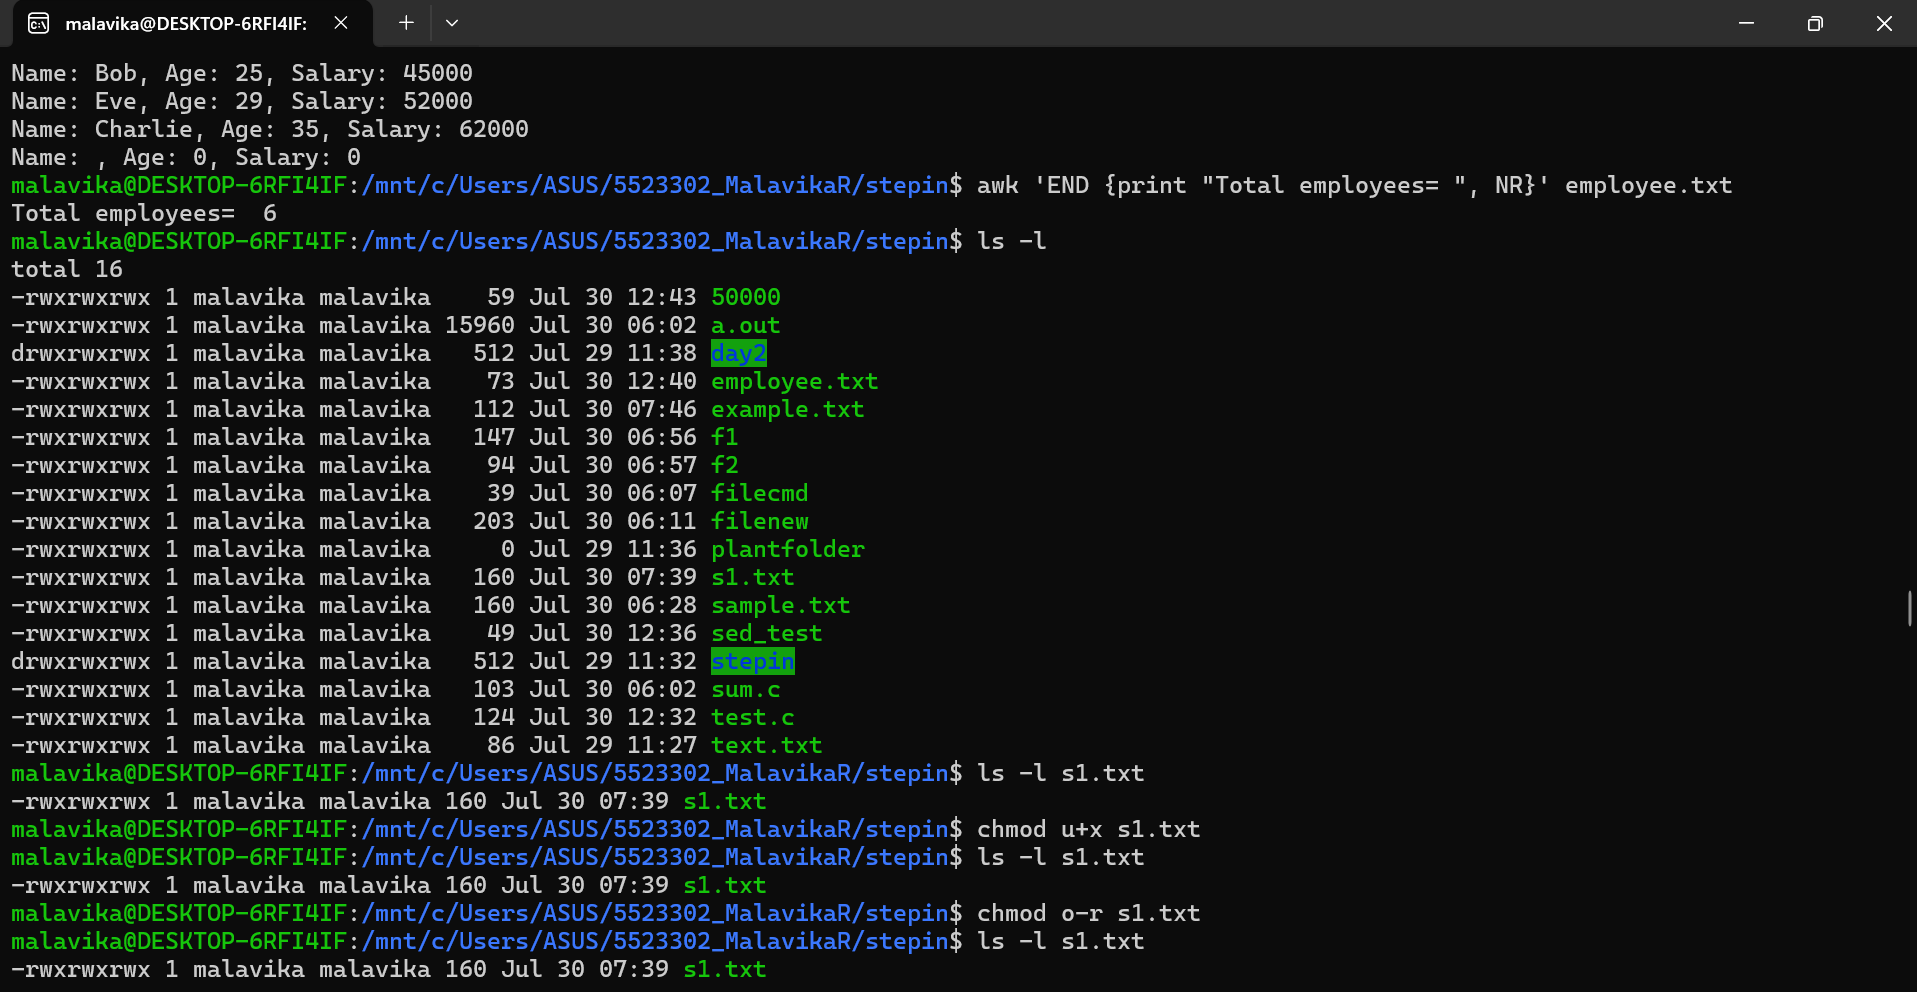 malavika@DESKTOP-6RFI4IF:
Name: Bob, Age: 25, Salary: 45000
Name: Eve, Age: 29, Salary: 52000
Name: Charlie, Age: 35, Salary: 62000
Name: , Age: 0, Salary: 0
malavika@DESKTOP-6RFI4IF:/mnt/c/Users/ASUS/5523302_MalavikaR/stepin$ awk 'END {print "Total employees= ", NR}' employee.txt
Total employees=  6
malavika@DESKTOP-6RFI4IF:/mnt/c/Users/ASUS/5523302_MalavikaR/stepin$ ls -l
total 16
-rwxrwxrwx 1 malavika malavika    59 Jul 30 12:43 50000
-rwxrwxrwx 1 malavika malavika 15960 Jul 30 06:02 a.out
drwxrwxrwx 1 malavika malavika   512 Jul 29 11:38 day2
-rwxrwxrwx 1 malavika malavika    73 Jul 30 12:40 employee.txt
-rwxrwxrwx 1 malavika malavika   112 Jul 30 07:46 example.txt
-rwxrwxrwx 1 malavika malavika   147 Jul 30 06:56 f1
-rwxrwxrwx 1 malavika malavika    94 Jul 30 06:57 f2
-rwxrwxrwx 1 malavika malavika    39 Jul 30 06:07 filecmd
-rwxrwxrwx 1 malavika malavika   203 Jul 30 06:11 filenew
-rwxrwxrwx 1 malavika malavika     0 Jul 29 11:36 plantfolder
-rwxrwxrwx 1 malavika malavika   160 Jul 30 07:39 s1.txt
-rwxrwxrwx 1 malavika malavika   160 Jul 30 06:28 sample.txt
-rwxrwxrwx 1 malavika malavika    49 Jul 30 12:36 sed_test
drwxrwxrwx 1 malavika malavika   512 Jul 29 11:32 stepin
-rwxrwxrwx 1 malavika malavika   103 Jul 30 06:02 sum.c
-rwxrwxrwx 1 malavika malavika   124 Jul 30 12:32 test.c
-rwxrwxrwx 1 malavika malavika    86 Jul 29 11:27 text.txt
malavika@DESKTOP-6RFI4IF:/mnt/c/Users/ASUS/5523302_MalavikaR/stepin$ ls -l s1.txt
-rwxrwxrwx 1 malavika malavika 160 Jul 30 07:39 s1.txt
malavika@DESKTOP-6RFI4IF:/mnt/c/Users/ASUS/5523302_MalavikaR/stepin$ chmod u+x s1.txt
malavika@DESKTOP-6RFI4IF:/mnt/c/Users/ASUS/5523302_MalavikaR/stepin$ ls -l s1.txt
-rwxrwxrwx 1 malavika malavika 160 Jul 30 07:39 s1.txt
malavika@DESKTOP-6RFI4IF:/mnt/c/Users/ASUS/5523302_MalavikaR/stepin$ chmod o-r s1.txt
malavika@DESKTOP-6RFI4IF:/mnt/c/Users/ASUS/5523302_MalavikaR/stepin$ ls -l s1.txt
-rwxrwxrwx 1 malavika malavika 160 Jul 30 07:39 s1.txt